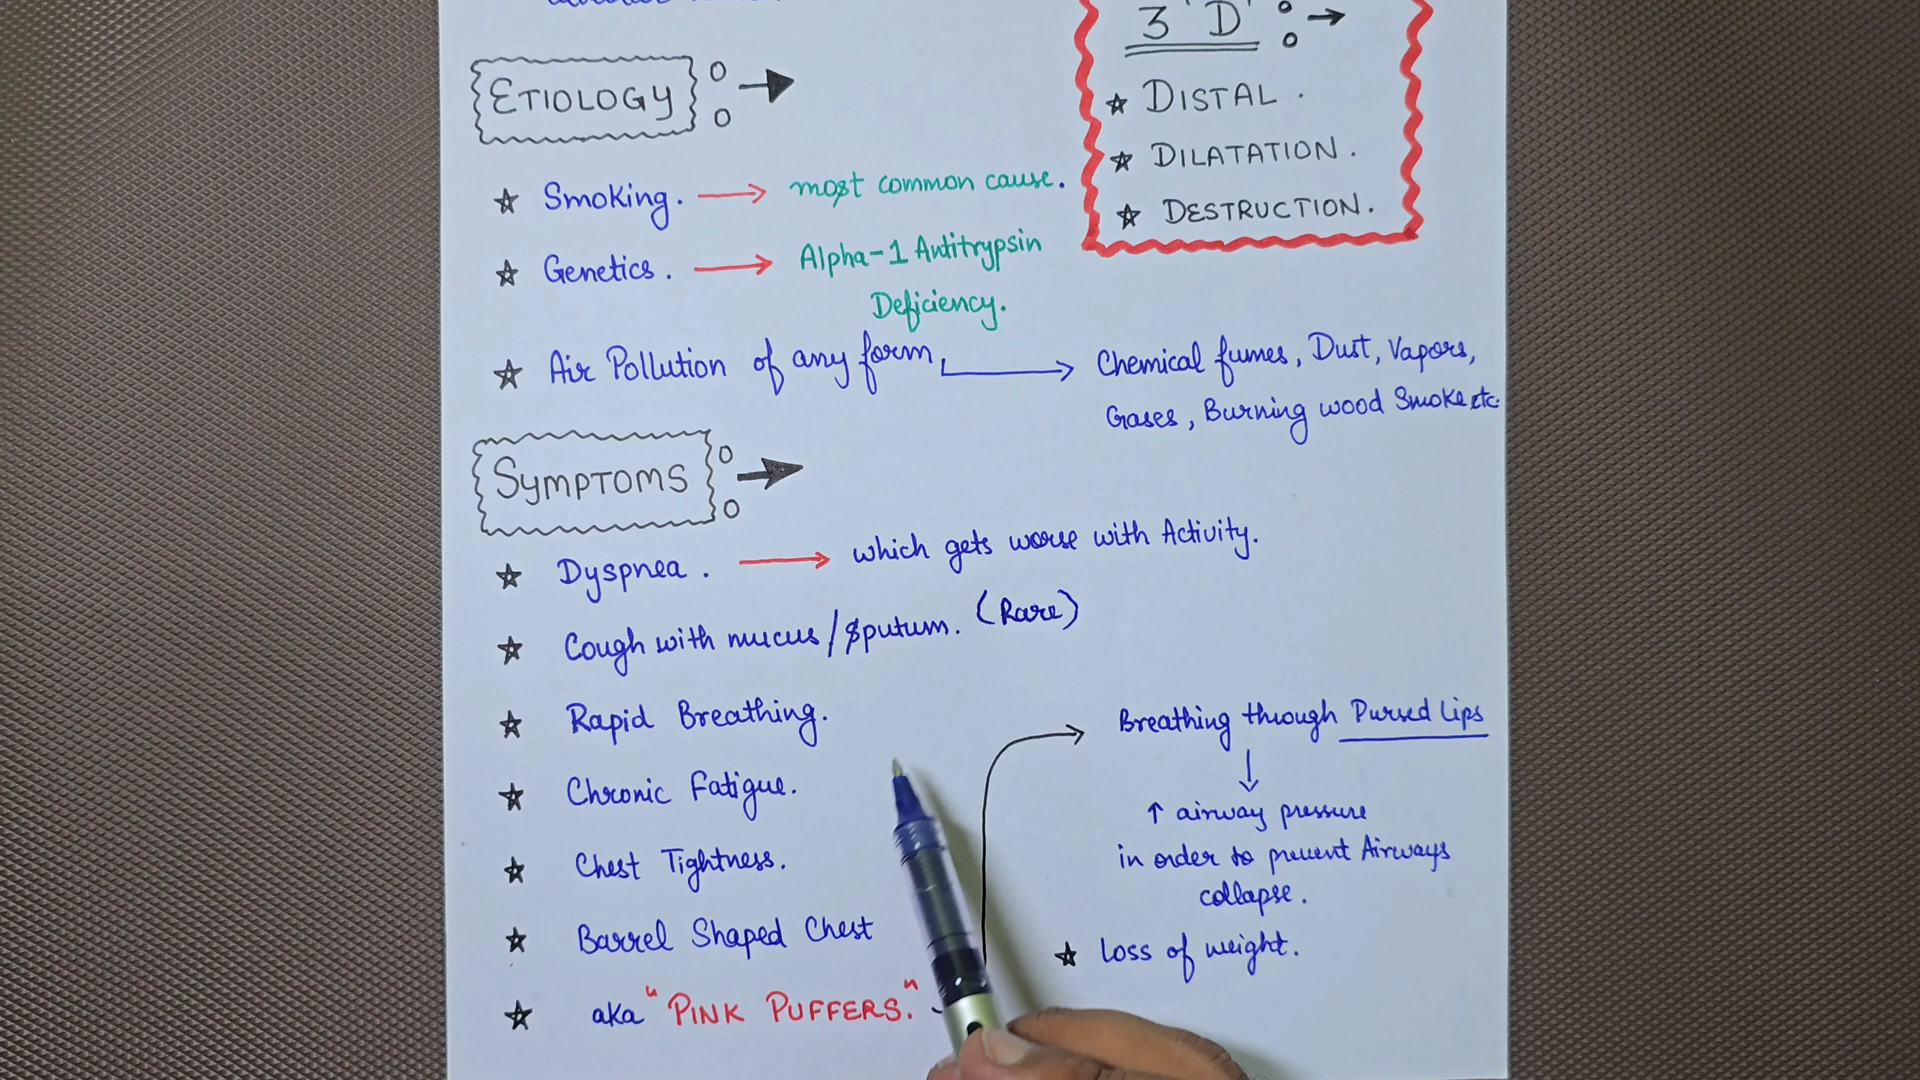 3 'D' :→
★ DISTAL.
★ DILATATION.
★ DESTRUCTION.
ETIOLOGY :→
★ Smoking. → most common cause.
★ Genetics. → Alpha-1 Antitrypsin
Deficiency.
★ Air Pollution of any form, → Chemical fumes, Dust, Vapors,
Gases, Burning wood Smoke etc.
SYMPTOMS :→
★ Dyspnea. → which gets worse with Activity.
★ Cough with mucus/sputum. (Rare)
★ Rapid Breathing.
★ Chronic Fatigue.
★ Chest Tightness.
★ Barrel Shaped Chest
★ aka "PINK PUFFERS."
→ Breathing through Pursed Lips
↓
↑ airway pressure
in order to prevent Airways
collapse.
★ loss of weight.